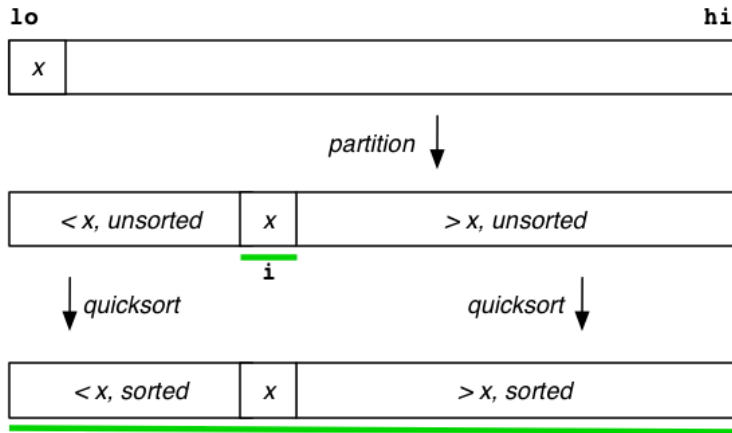 lo hi
x
partition
< x, unsorted x > x, unsorted
i
quicksort quicksort
< x, sorted x > x, sorted